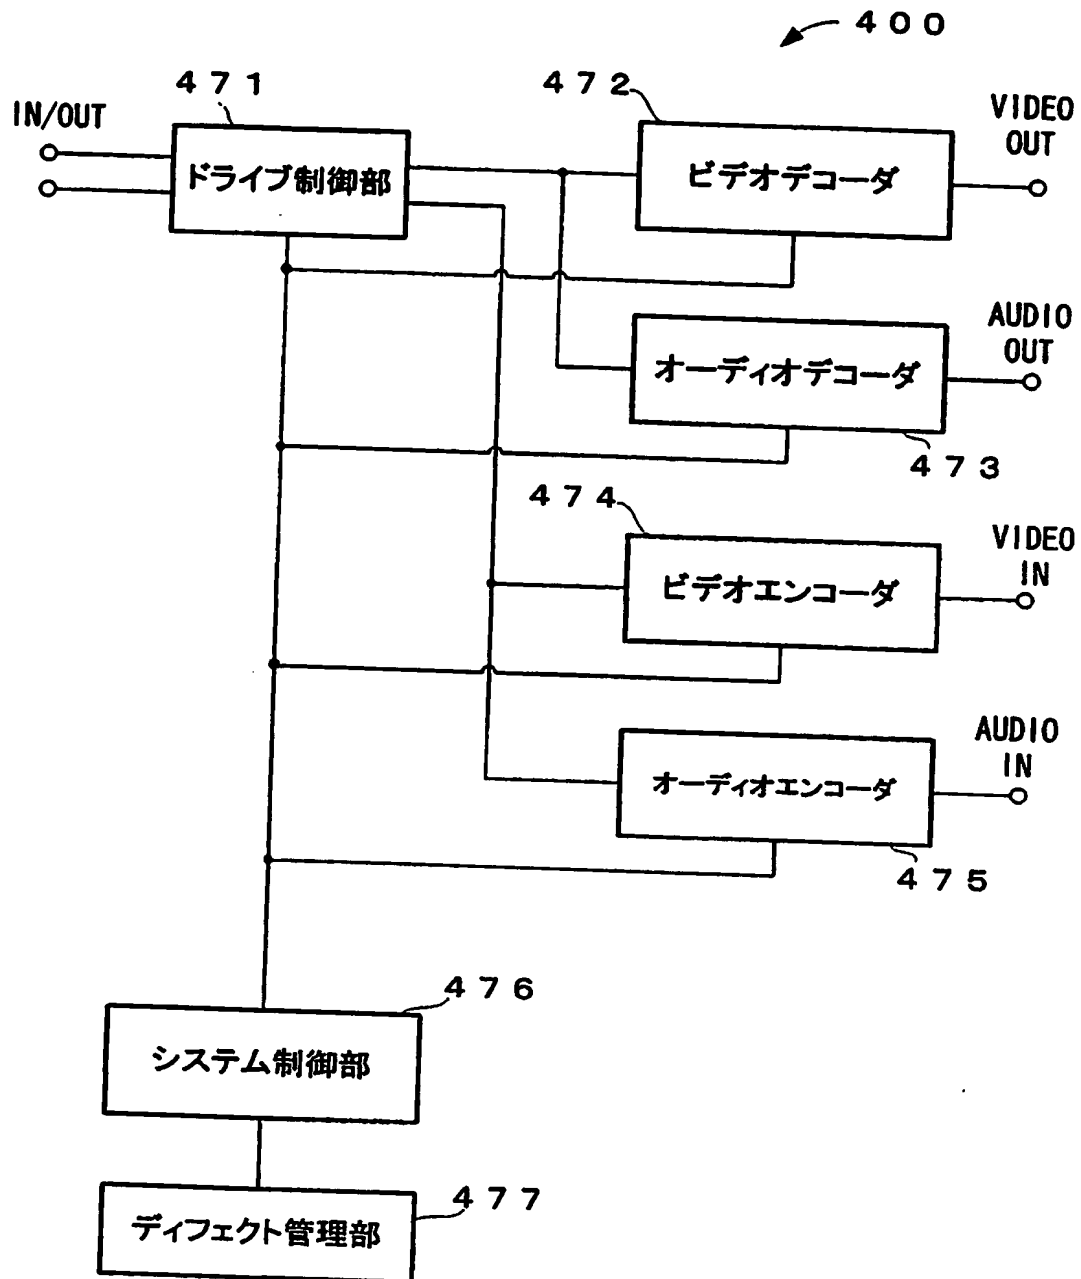 ４００
４７１
４７２
IN/OUT
VIDEO
OUT
ドライブ制御部
ビデオデコーダ
AUDIO
OUT
オーディオデコーダ
４７３
４７４
VIDEO
IN
ビデオエンコーダ
AUDIO
IN
オーディオエンコーダ
４７５
４７６
システム制御部
４７７
ディフェクト管理部